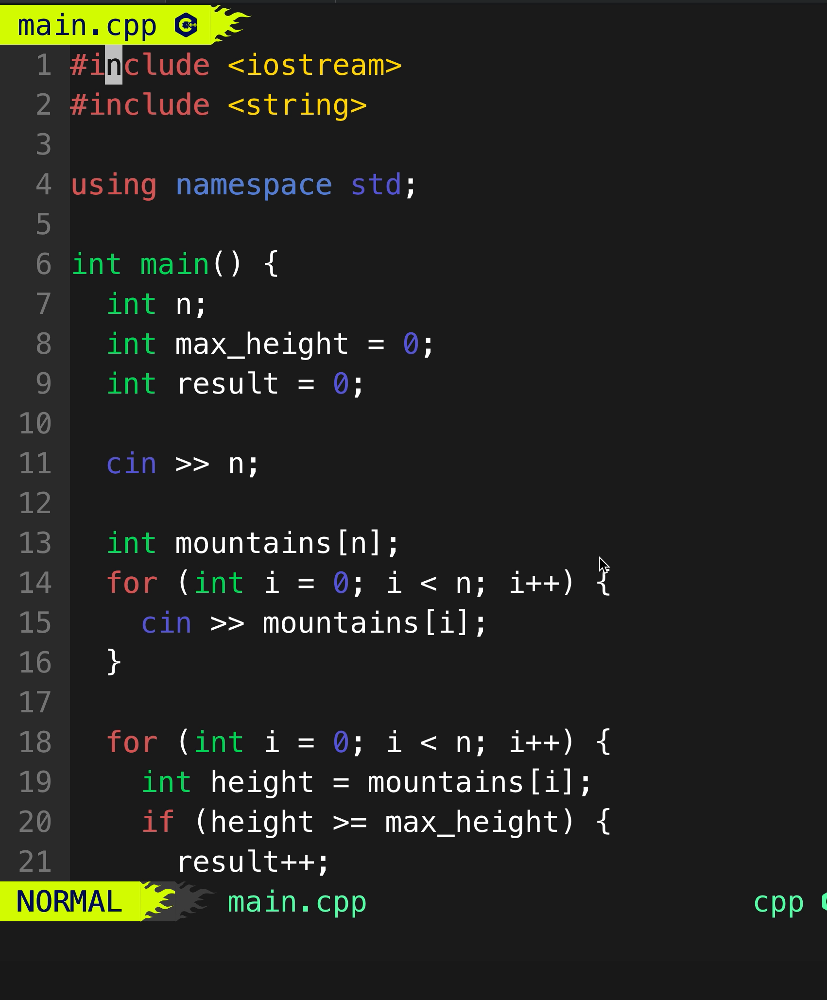 main.cpp
1 #include <iostream>
2 #include <string>
3
4 using namespace std;
5
6 int main() {
7   int n;
8   int max_height = 0;
9   int result = 0;
10
11   cin >> n;
12
13   int mountains[n];
14   for (int i = 0; i < n; i++) {
15     cin >> mountains[i];
16   }
17
18   for (int i = 0; i < n; i++) {
19     int height = mountains[i];
20     if (height >= max_height) {
21       result++;
NORMAL main.cpp cpp